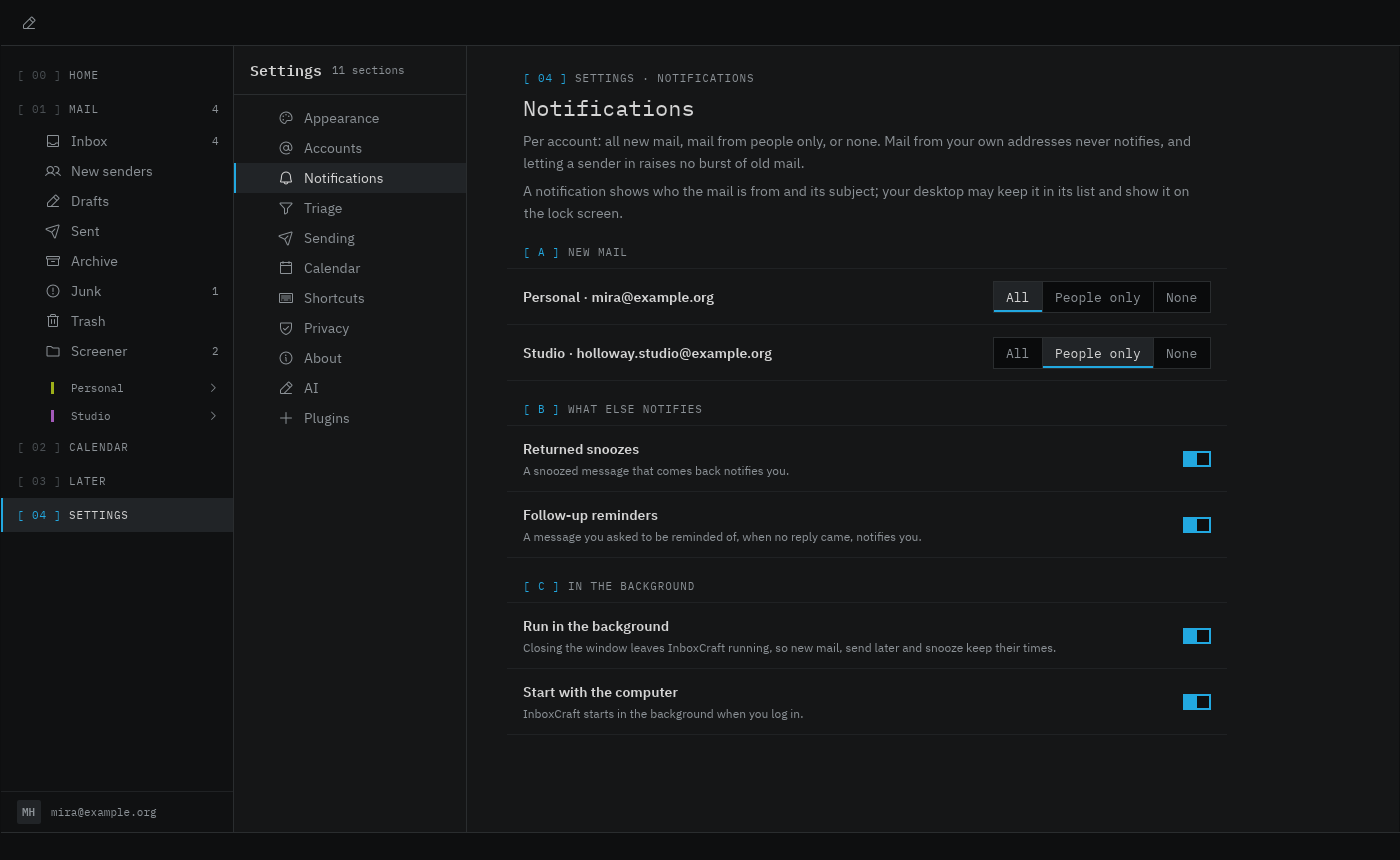 [ 00 ] HOME
[ 01 ] MAIL 4
Inbox 4
New senders
Drafts
Sent
Archive
Junk 1
Trash
Screener 2
Personal
Studio
[ 02 ] CALENDAR
[ 03 ] LATER
[ 04 ] SETTINGS
MH mira@example.org
Settings 11 sections
Appearance
Accounts
Notifications
Triage
Sending
Calendar
Shortcuts
Privacy
About
AI
Plugins
[ 04 ] SETTINGS · NOTIFICATIONS
Notifications
Per account: all new mail, mail from people only, or none. Mail from your own addresses never notifies, and
letting a sender in raises no burst of old mail.
A notification shows who the mail is from and its subject; your desktop may keep it in its list and show it on
the lock screen.
[ A ] NEW MAIL
Personal · mira@example.org All People only None
Studio · holloway.studio@example.org All People only None
[ B ] WHAT ELSE NOTIFIES
Returned snoozes
A snoozed message that comes back notifies you.
Follow-up reminders
A message you asked to be reminded of, when no reply came, notifies you.
[ C ] IN THE BACKGROUND
Run in the background
Closing the window leaves InboxCraft running, so new mail, send later and snooze keep their times.
Start with the computer
InboxCraft starts in the background when you log in.